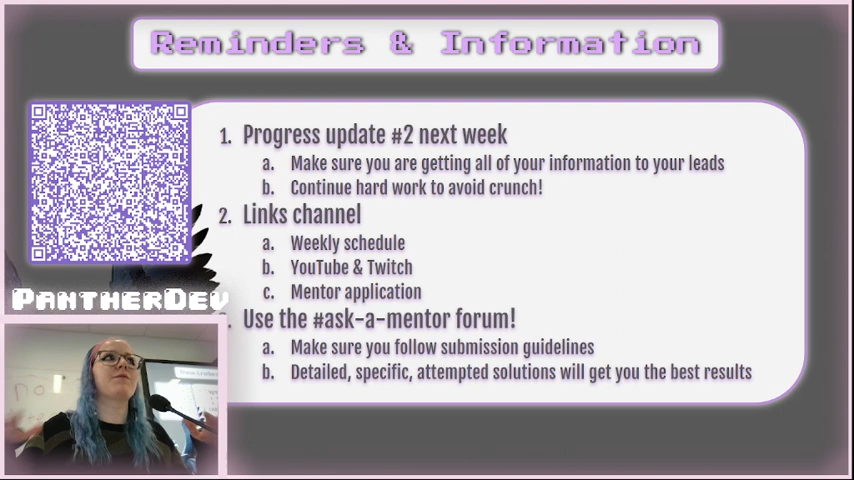 Reminders & Information
1. Progress update #2 next week
a. Make sure you are getting all of your information to your leads
b. Continue hard work to avoid crunch!
2. Links channel
a. Weekly schedule
b. YouTube & Twitch
c. Mentor application
Use the #ask-a-mentor forum!
a. Make sure you follow submission guidelines
b. Detailed, specific, attempted solutions will get you the best results
PantherDev
no